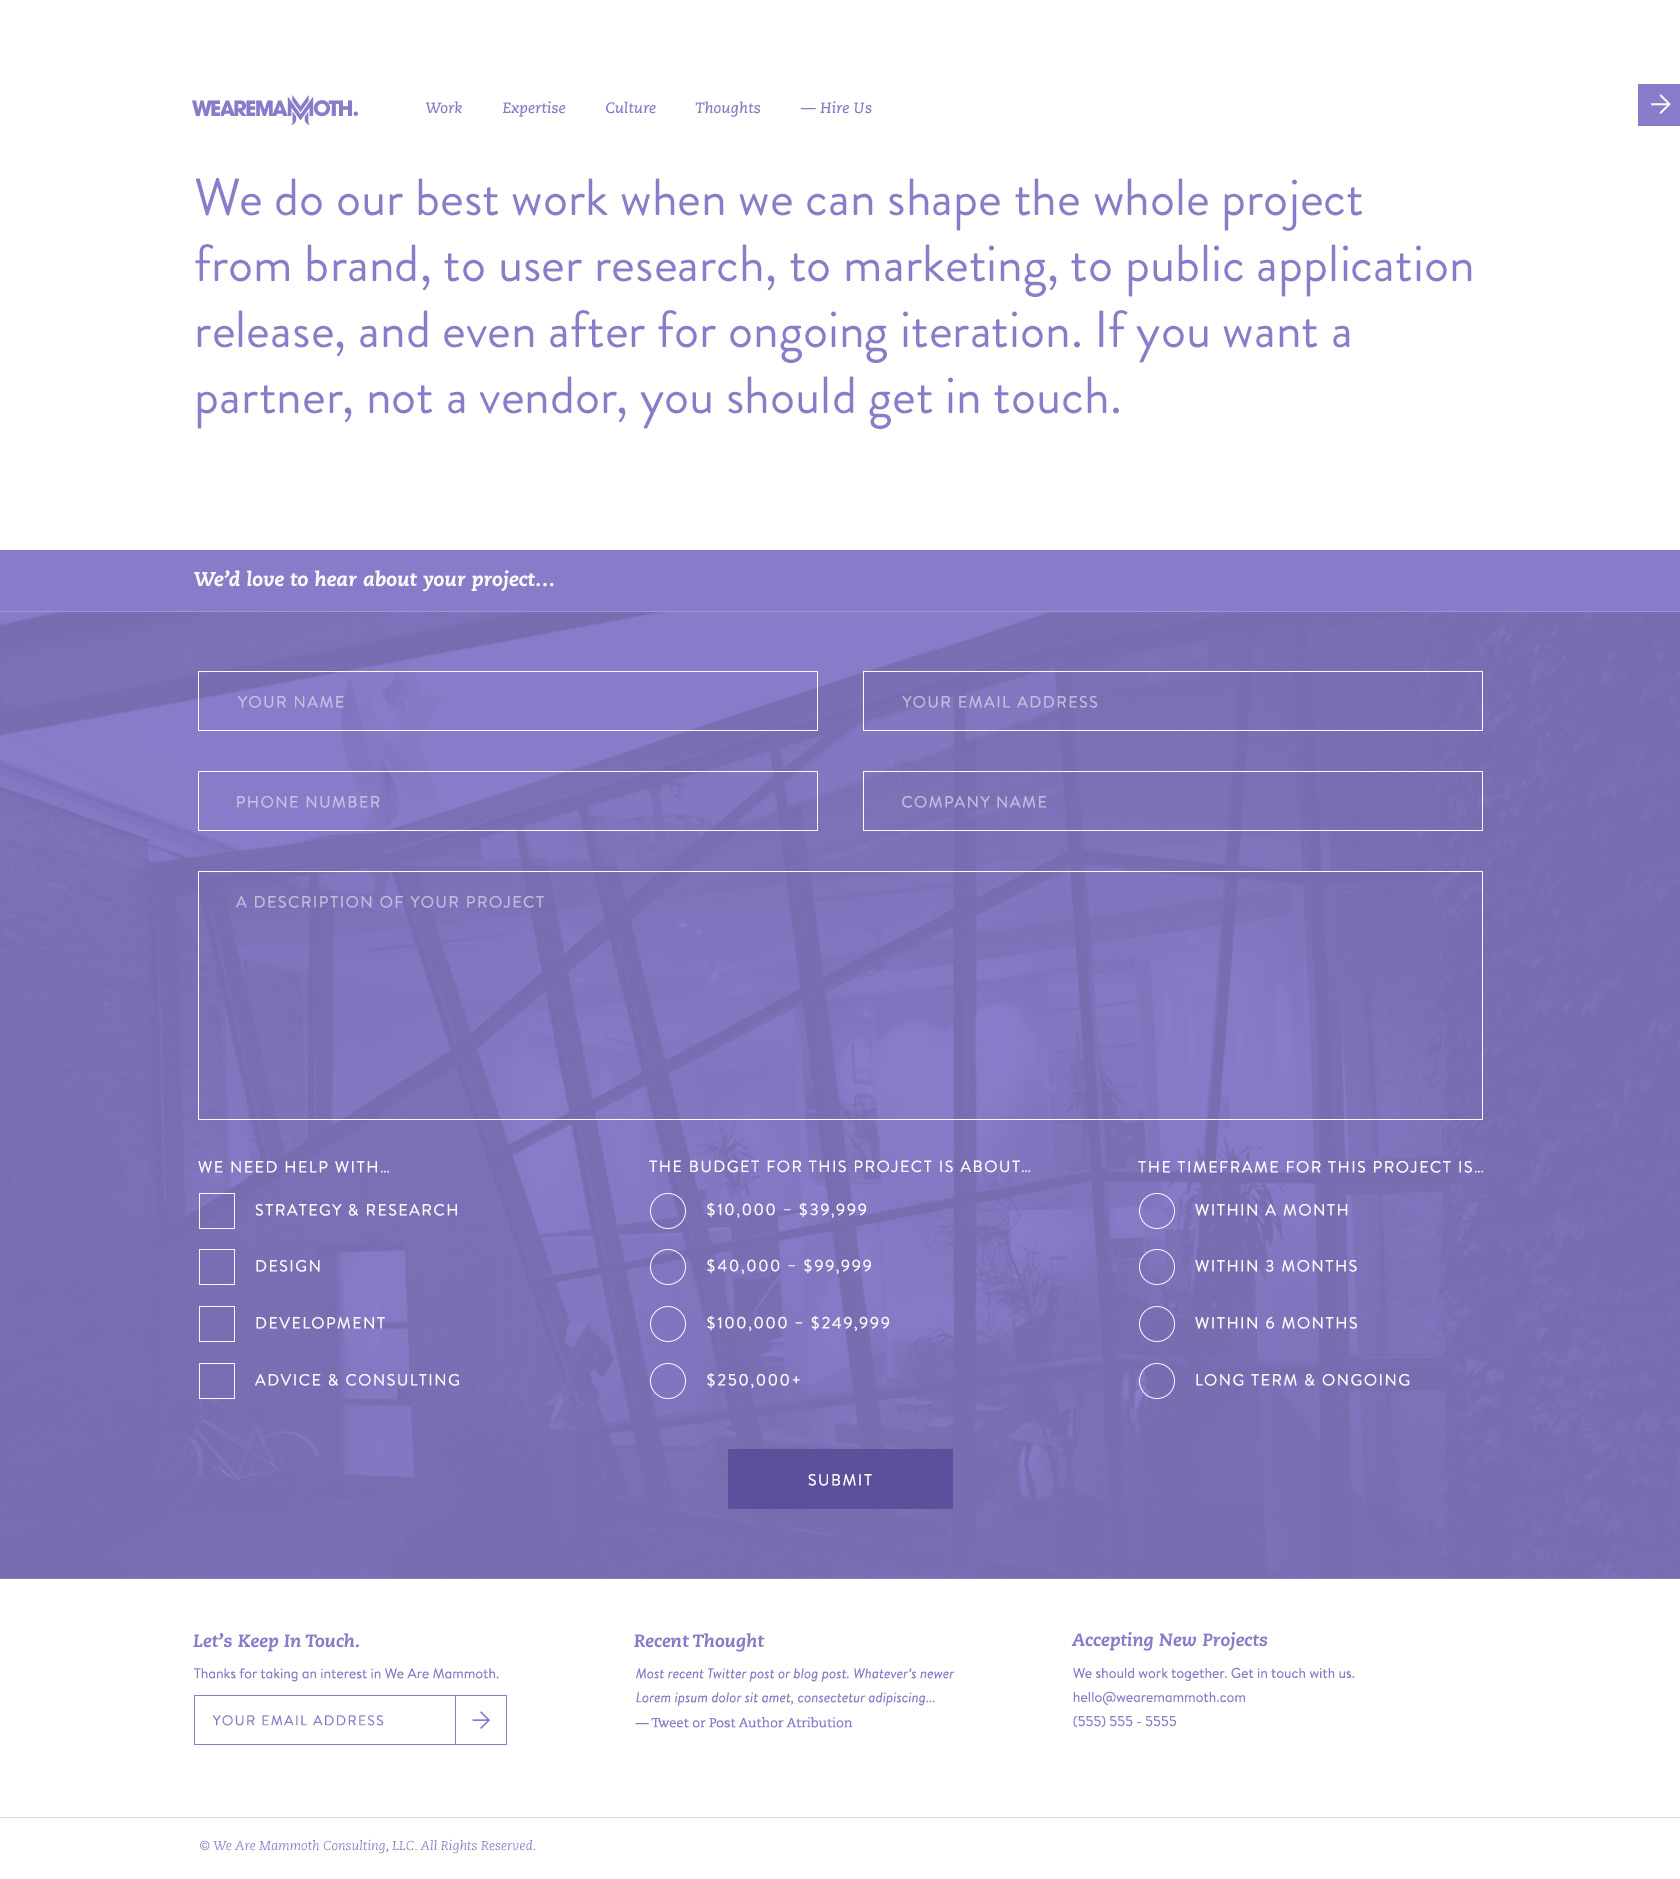 WEAREMAMMOTH.
Work Expertise Culture Thoughts — Hire Us
We do our best work when we can shape the whole project
from brand, to user research, to marketing, to public application
release, and even after for ongoing iteration. If you want a
partner, not a vendor, you should get in touch.
We’d love to hear about your project...
YOUR NAME
YOUR EMAIL ADDRESS
PHONE NUMBER
COMPANY NAME
A DESCRIPTION OF YOUR PROJECT
WE NEED HELP WITH...
STRATEGY & RESEARCH
DESIGN
DEVELOPMENT
ADVICE & CONSULTING
THE BUDGET FOR THIS PROJECT IS ABOUT...
$10,000 – $39,999
$40,000 – $99,999
$100,000 – $249,999
$250,000+
THE TIMEFRAME FOR THIS PROJECT IS...
WITHIN A MONTH
WITHIN 3 MONTHS
WITHIN 6 MONTHS
LONG TERM & ONGOING
SUBMIT
Let’s Keep In Touch.
Thanks for taking an interest in We Are Mammoth.
YOUR EMAIL ADDRESS
Recent Thought
Most recent Twitter post or blog post. Whatever's newer
Lorem ipsum dolor sit amet, consectetur adipiscing...
— Tweet or Post Author Atribution
Accepting New Projects
We should work together. Get in touch with us.
hello@wearemammoth.com
(555) 555 - 5555
© We Are Mammoth Consulting, LLC. All Rights Reserved.